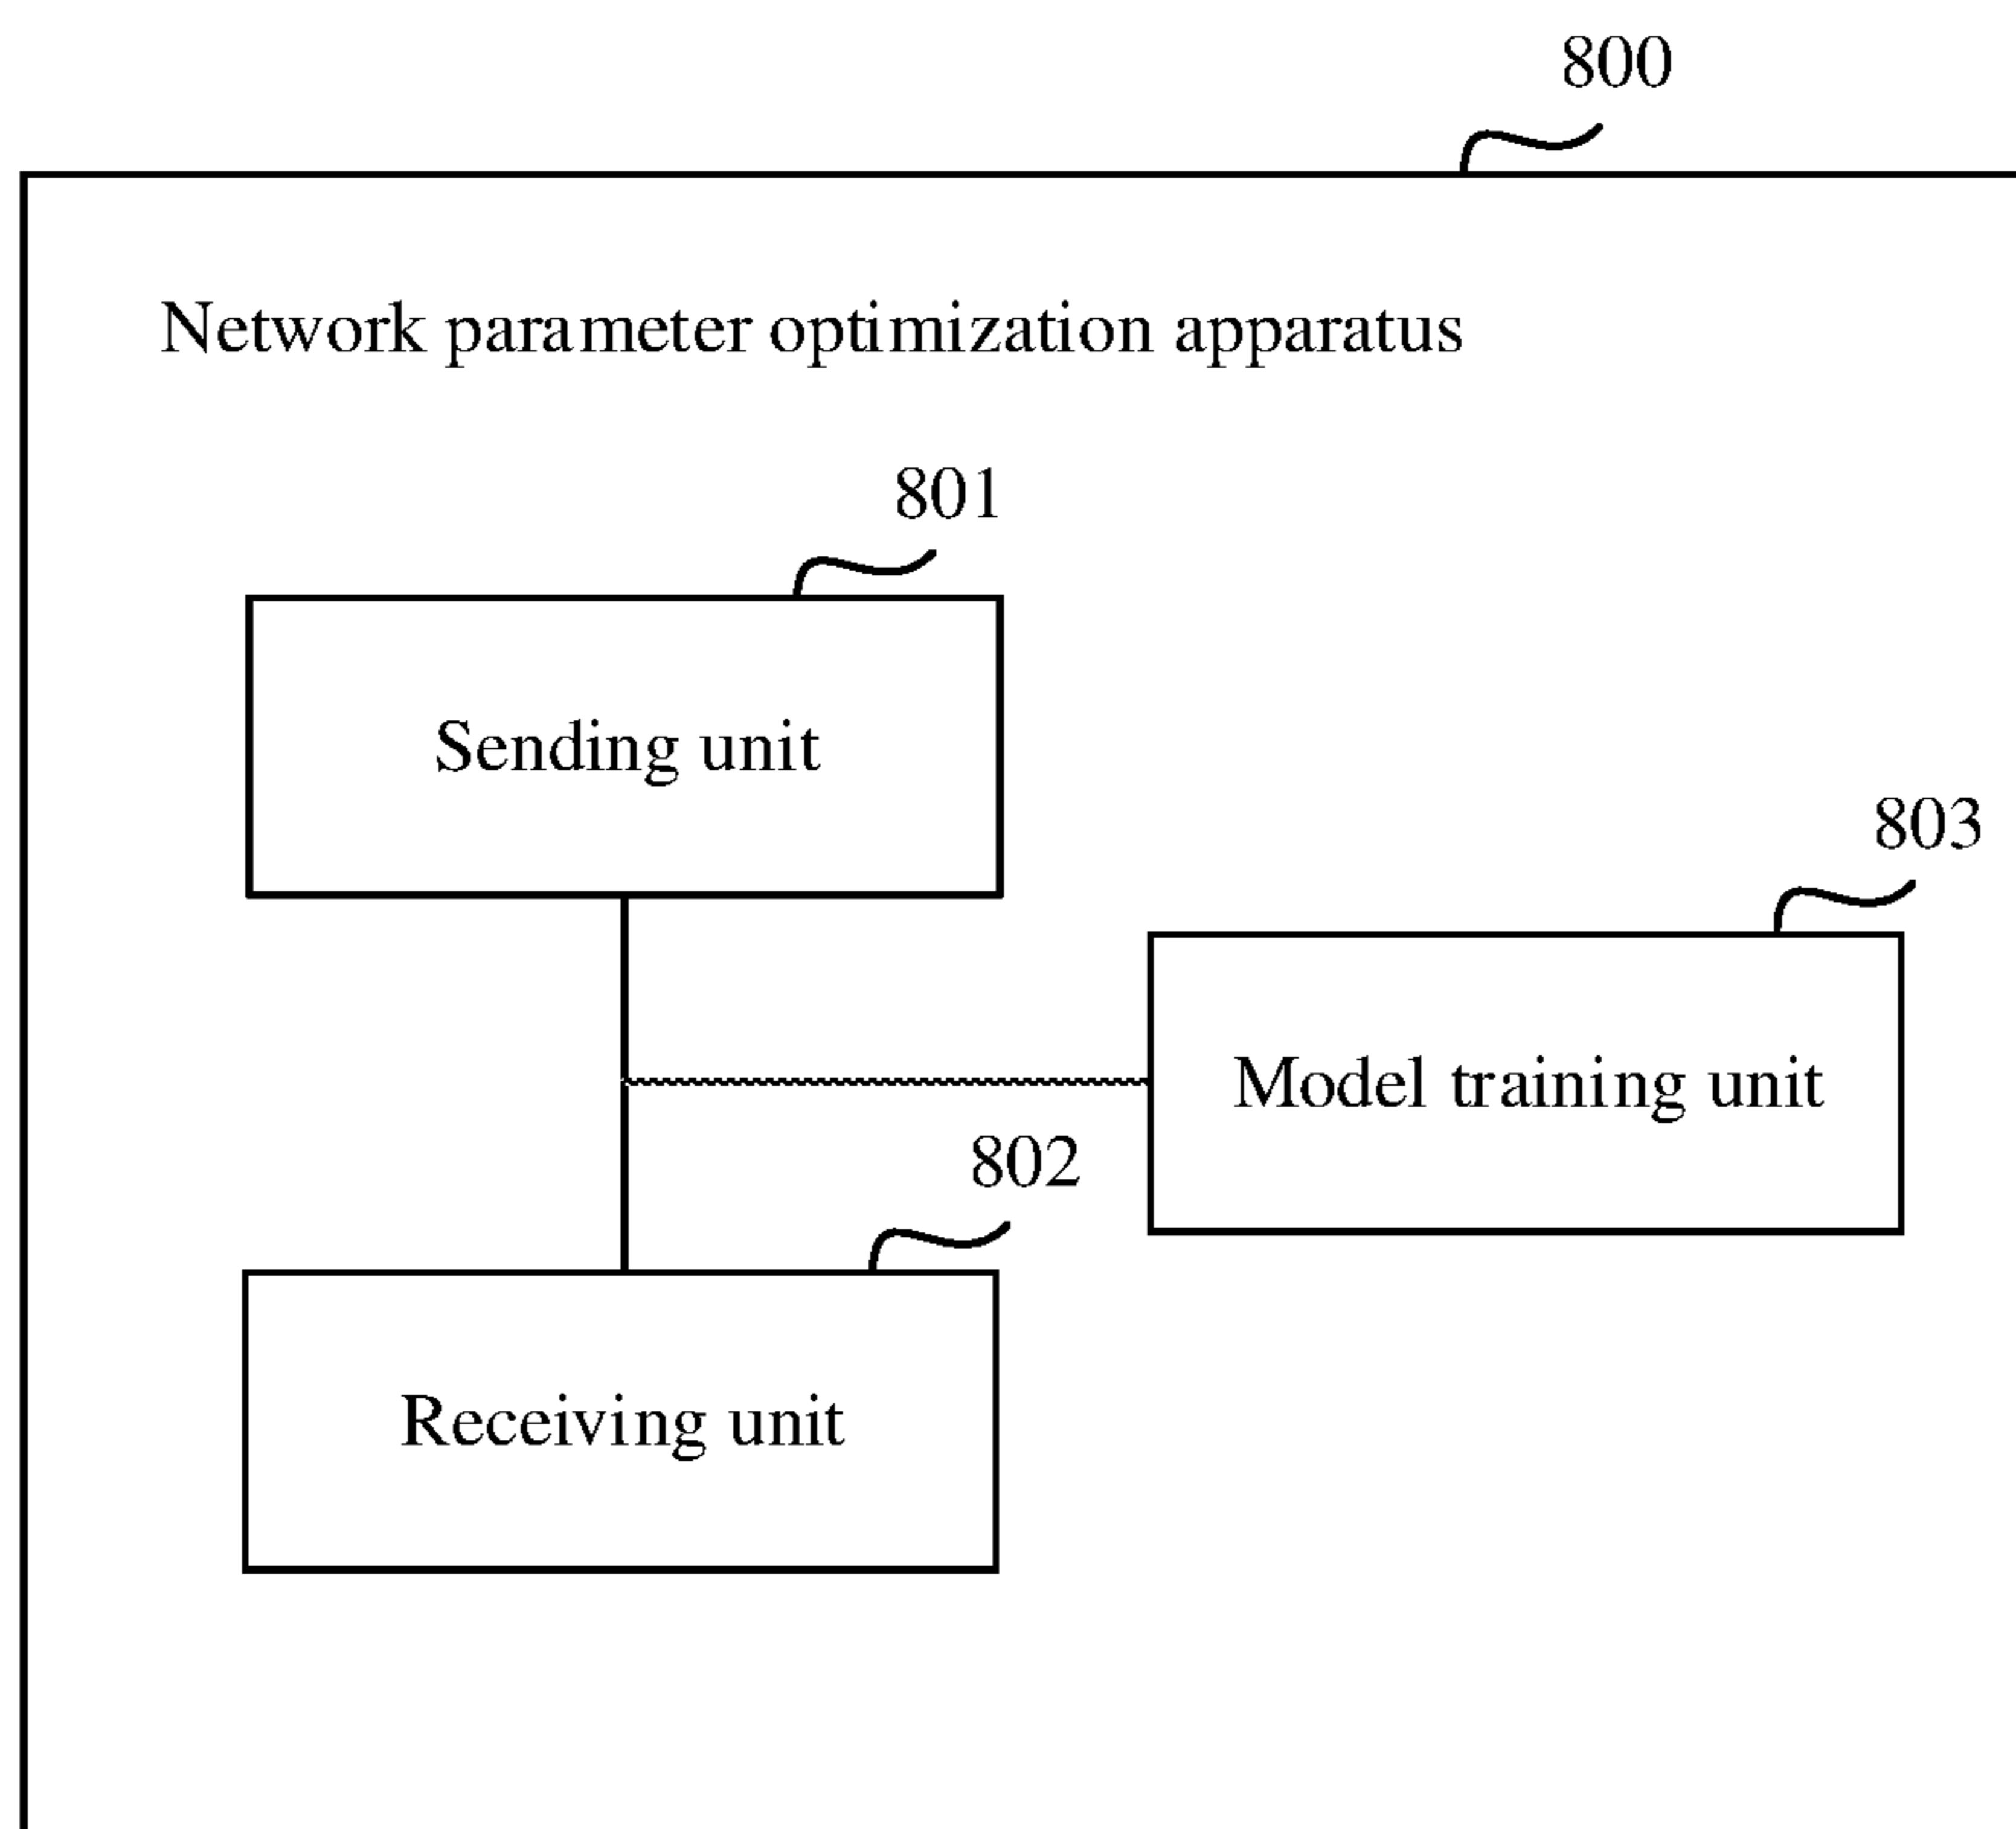 800
Network parameter optimization apparatus
801
Sending unit
803
Model training unit
802
Receiving unit